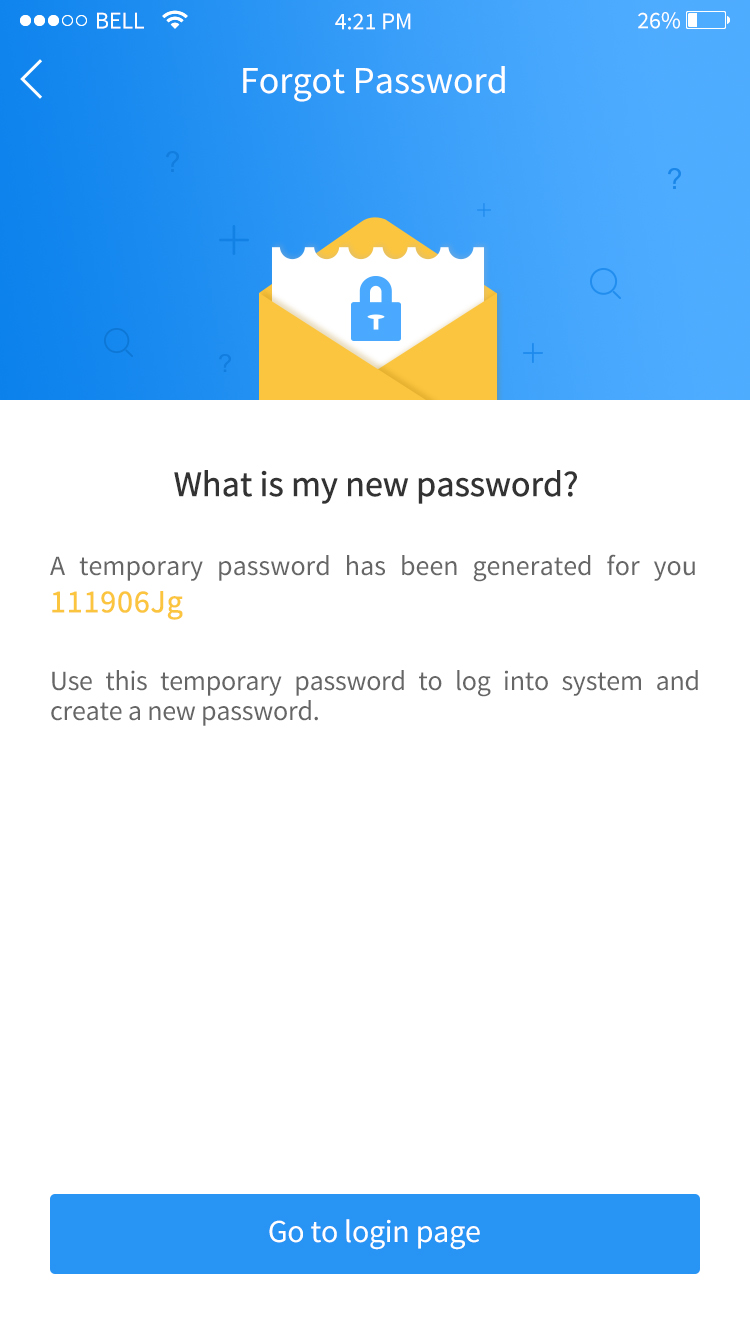 BELL 4:21 PM 26%
Forgot Password
?
?
?
What is my new password?
A temporary password has been generated for you
111906Jg
Use this temporary password to log into system and
create a new password.
Go to login page